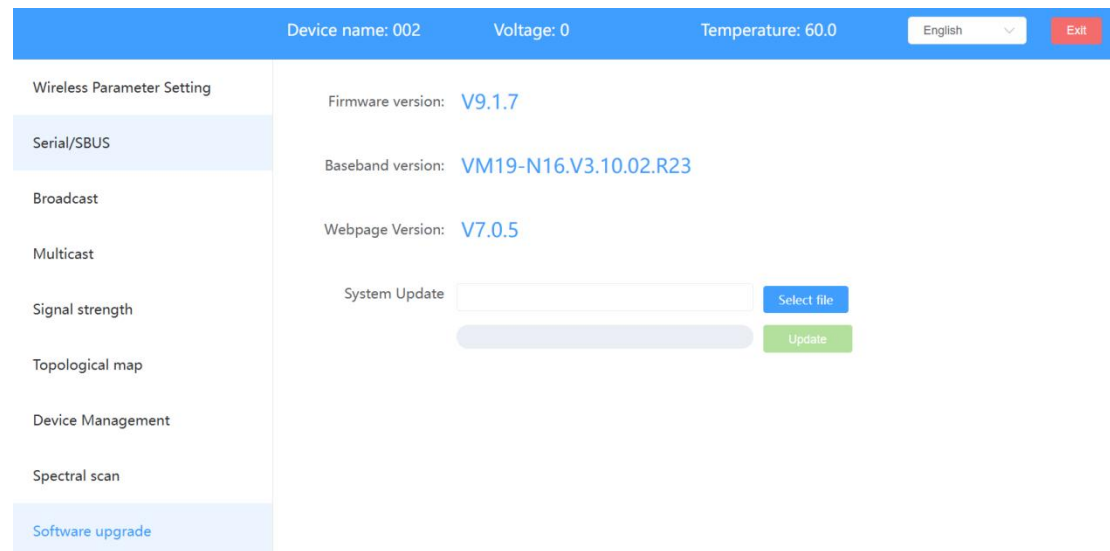 Device name: 002 Voltage: 0 Temperature: 60.0 English Exit
Wireless Parameter Setting
Serial/SBUS
Broadcast
Multicast
Signal strength
Topological map
Device Management
Spectral scan
Software upgrade
Firmware version: V9.1.7
Baseband version: VM19-N16.V3.10.02.R23
Webpage Version: V7.0.5
System Update Select file
Update